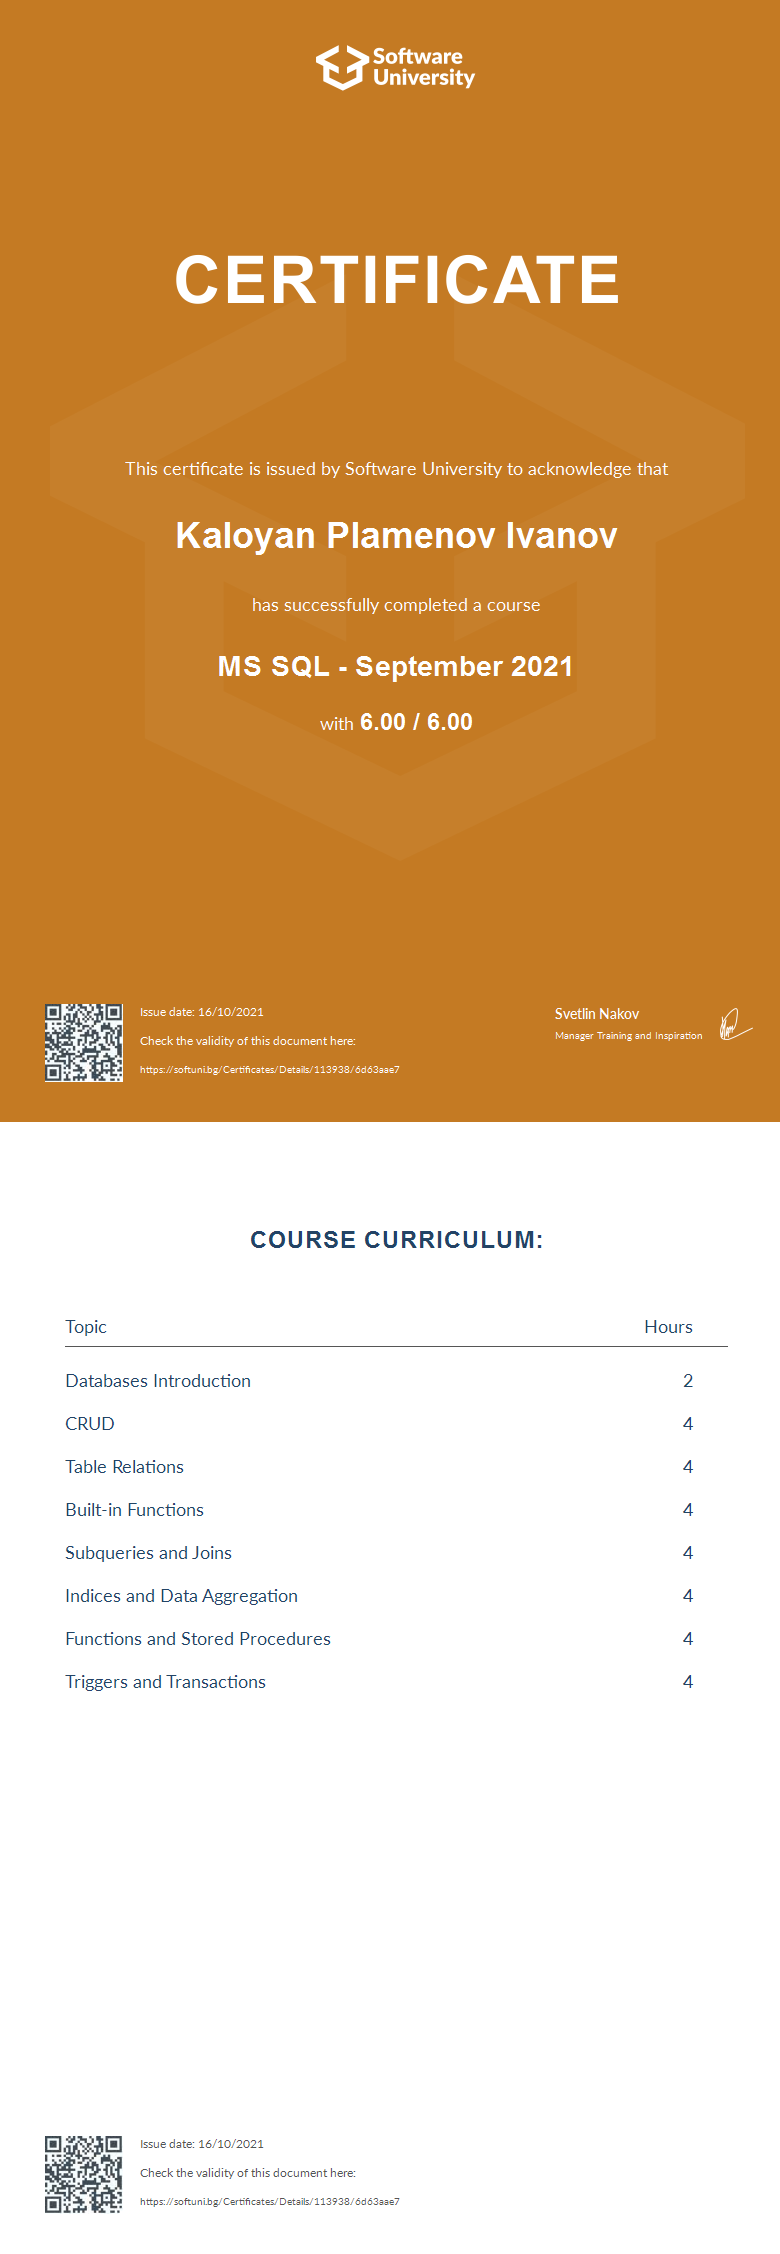 Software
University
CERTIFICATE
This certificate is issued by Software University to acknowledge that
Kaloyan Plamenov Ivanov
has successfully completed a course
MS SQL - September 2021
with 6.00 / 6.00
Issue date: 16/10/2021
Check the validity of this document here:
https://softuni.bg/Certificates/Details/113938/6d63aae7
Svetlin Nakov
Manager Training and Inspiration
COURSE CURRICULUM:
Topic Hours
Databases Introduction 2
CRUD 4
Table Relations 4
Built-in Functions 4
Subqueries and Joins 4
Indices and Data Aggregation 4
Functions and Stored Procedures 4
Triggers and Transactions 4
Issue date: 16/10/2021
Check the validity of this document here:
https://softuni.bg/Certificates/Details/113938/6d63aae7